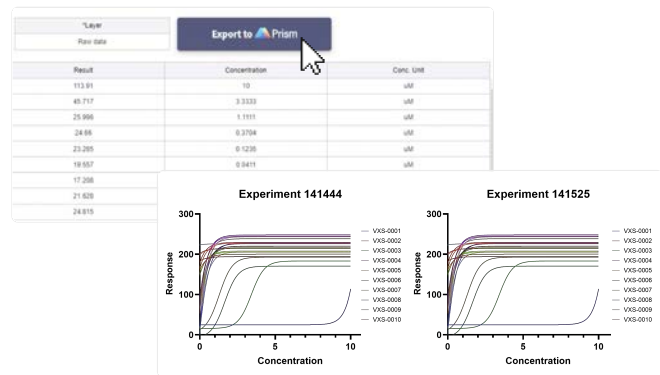 *Layer
Raw data
Export to Prism
Result Concentration Conc. Unit
113.91 10 uM
45.717 3.3333 uM
25.998 1.1111 uM
24.66 0.3704 uM
23.285 0.1235 uM
19.557 0.0411 uM
17.208
21.828
24.815
Experiment 141444
300
200
100
0
Response
0 5 10
Concentration
VXS-0001
VXS-0002
VXS-0003
VXS-0004
VXS-0005
VXS-0006
VXS-0007
VXS-0008
VXS-0009
VXS-0010
Experiment 141525
300
200
100
0
Response
0 5 10
Concentration
VXS-0001
VXS-0002
VXS-0003
VXS-0004
VXS-0005
VXS-0006
VXS-0007
VXS-0008
VXS-0009
VXS-0010